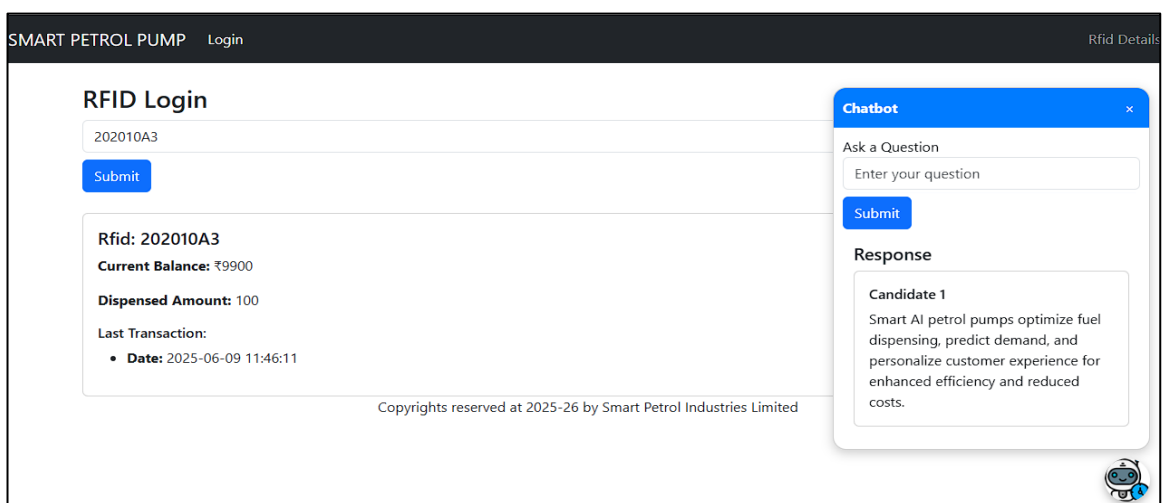 SMART PETROL PUMP Login Rfid Details
RFID Login
202010A3
Submit
Rfid: 202010A3
Current Balance: ₹9900
Dispensed Amount: 100
Last Transaction:
• Date: 2025-06-09 11:46:11
Copyrights reserved at 2025-26 by Smart Petrol Industries Limited
Chatbot ×
Ask a Question
Enter your question
Submit
Response
Candidate 1
Smart AI petrol pumps optimize fuel
dispensing, predict demand, and
personalize customer experience for
enhanced efficiency and reduced
costs.